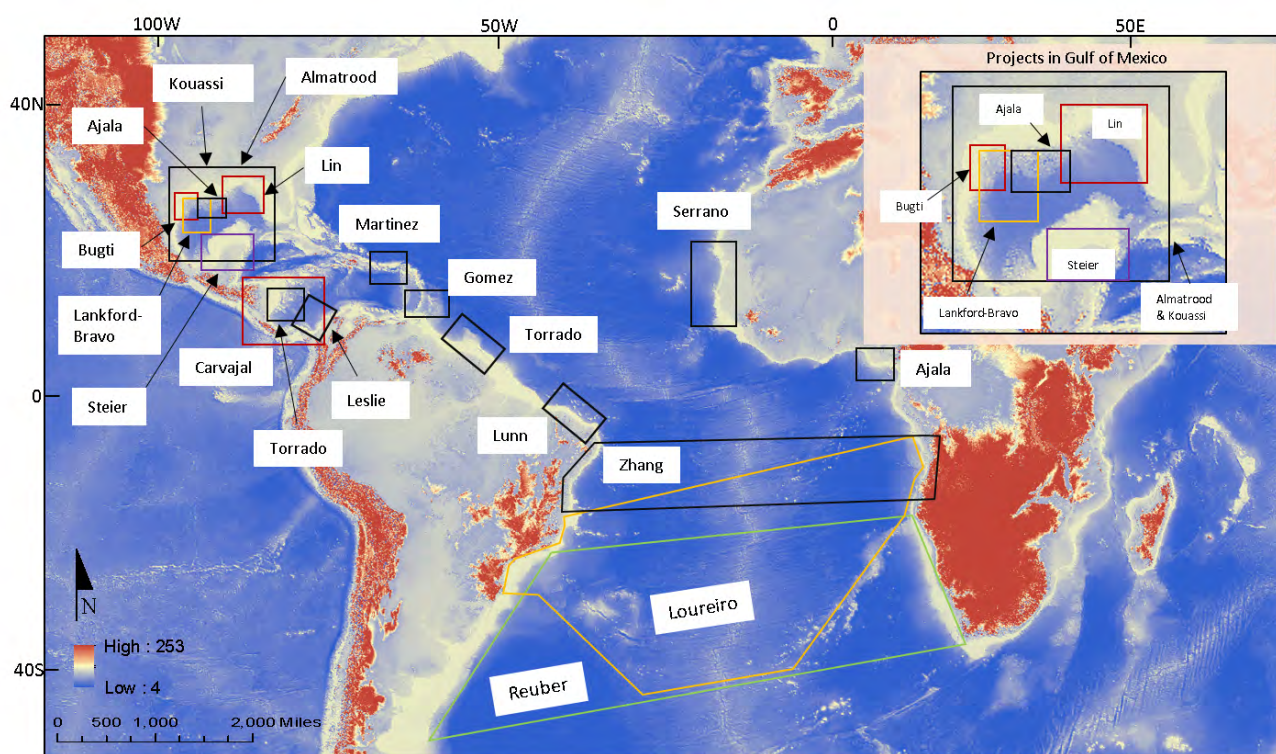 100W
50W
0
50E
40N
0
40S
Kouassi
Almatrood
Ajala
Lin
Bugti
Martinez
Serrano
Gomez
Lankford-
Bravo
Torrado
Carvajal
Ajala
Steier
Leslie
Torrado
Lunn
Zhang
Loureiro
Reuber
Projects in Gulf of Mexico
Ajala
Lin
Bugti
Steier
Lankford-Bravo
Almatrood
& Kouassi
N
High : 253
Low : 4
0 500 1,000 2,000 Miles